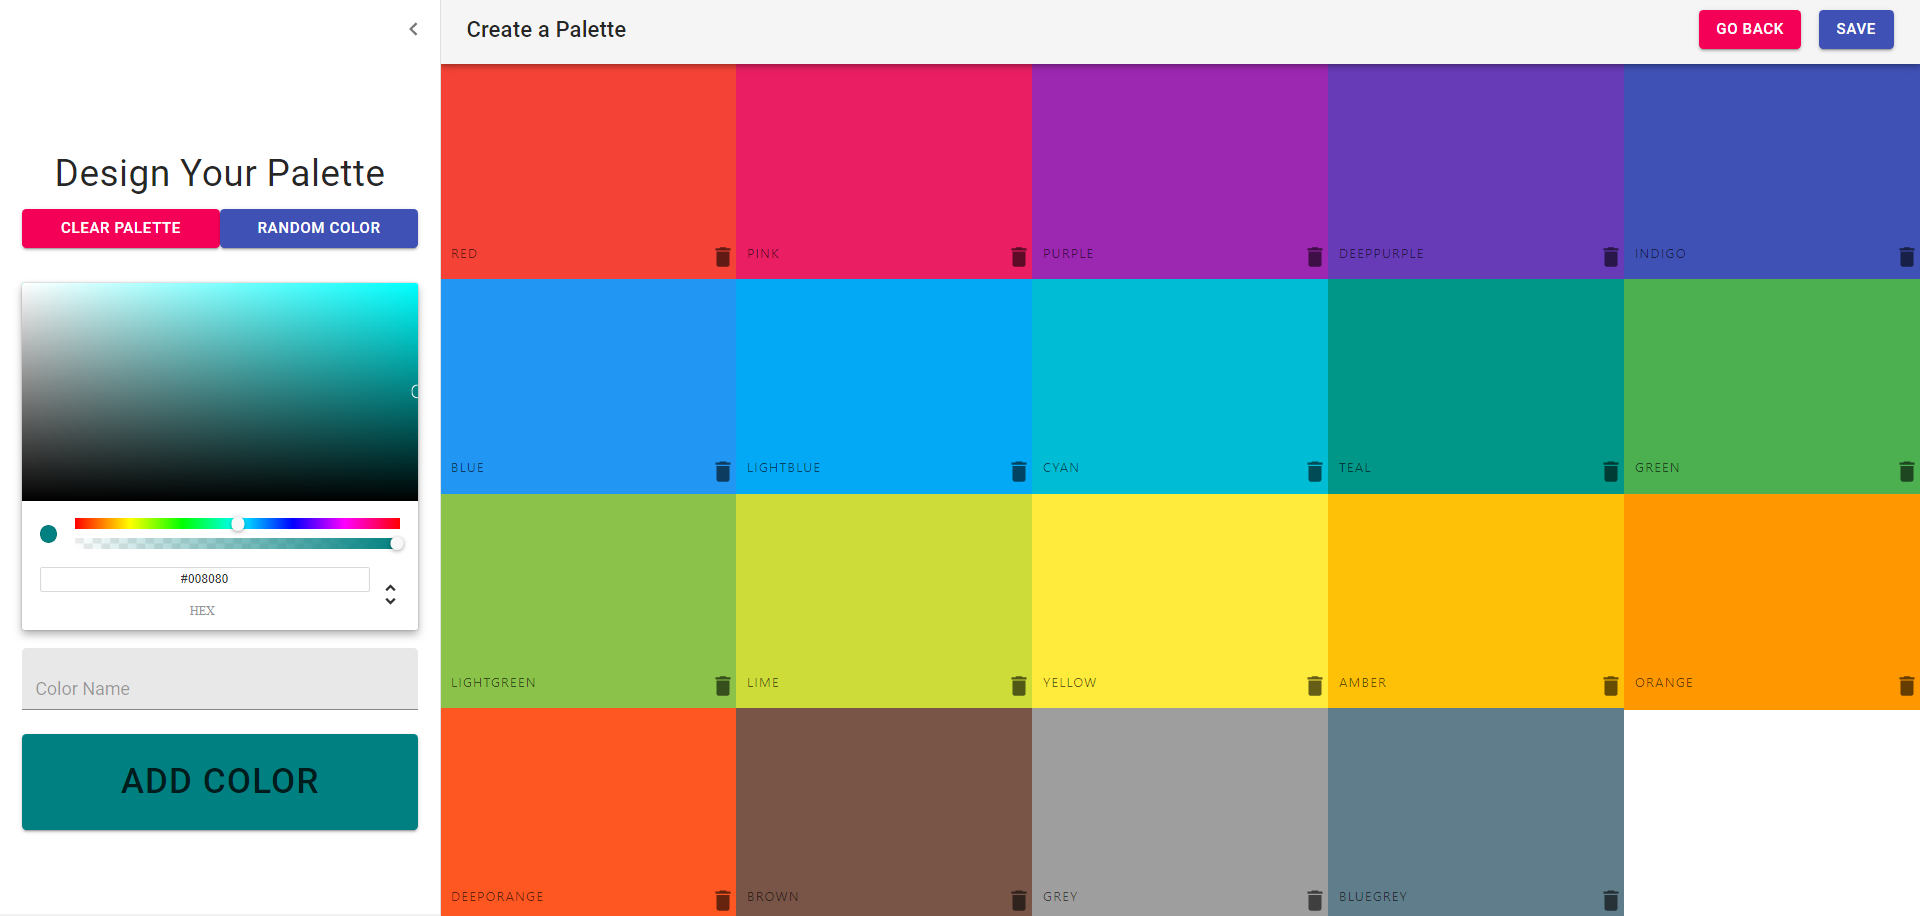 Create a Palette
GO BACK
SAVE
Design Your Palette
CLEAR PALETTE
RANDOM COLOR
#008080
HEX
Color Name
ADD COLOR
RED
PINK
PURPLE
DEEPPURPLE
INDIGO
BLUE
LIGHTBLUE
CYAN
TEAL
GREEN
LIGHTGREEN
LIME
YELLOW
AMBER
ORANGE
DEEPORANGE
BROWN
GREY
BLUEGREY